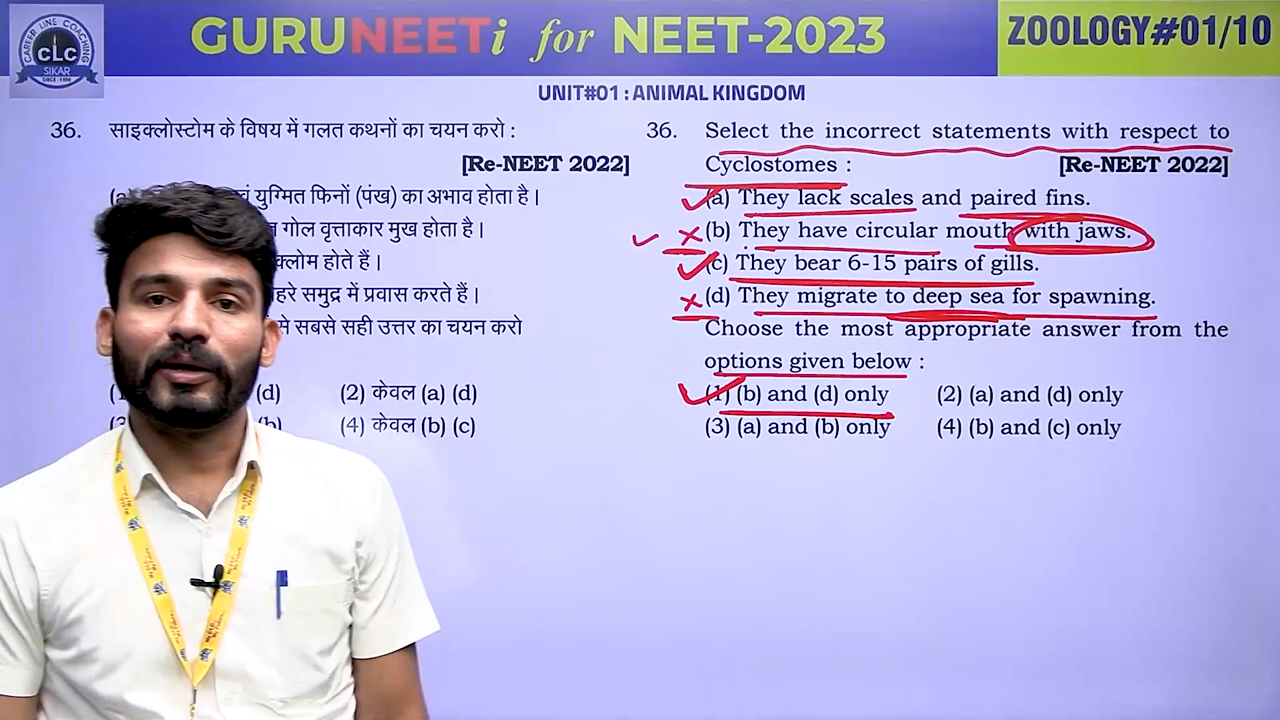 GURUNEETi for NEET-2023
ZOOLOGY#01/10
CAREER LINE COACHING
CLC
SIKAR
UNIT#01 : ANIMAL KINGDOM
36. साइक्लोस्टोम के विषय में गलत कथनों का चयन करो :
[Re-NEET 2022]
युग्मित फिनों (पंख) का अभाव होता है।
गोल वृत्ताकार मुख होता है।
क्लोम होते हैं।
समुद्र में प्रवास करते हैं।
से सबसे सही उत्तर का चयन करो
(d) (2) केवल (a) (d)
(4) केवल (b) (c)
36. Select the incorrect statements with respect to
Cyclostomes : [Re-NEET 2022]
(a) They lack scales and paired fins.
(b) They have circular mouth with jaws.
(c) They bear 6-15 pairs of gills.
(d) They migrate to deep sea for spawning.
Choose the most appropriate answer from the
options given below :
(1) (b) and (d) only (2) (a) and (d) only
(3) (a) and (b) only (4) (b) and (c) only